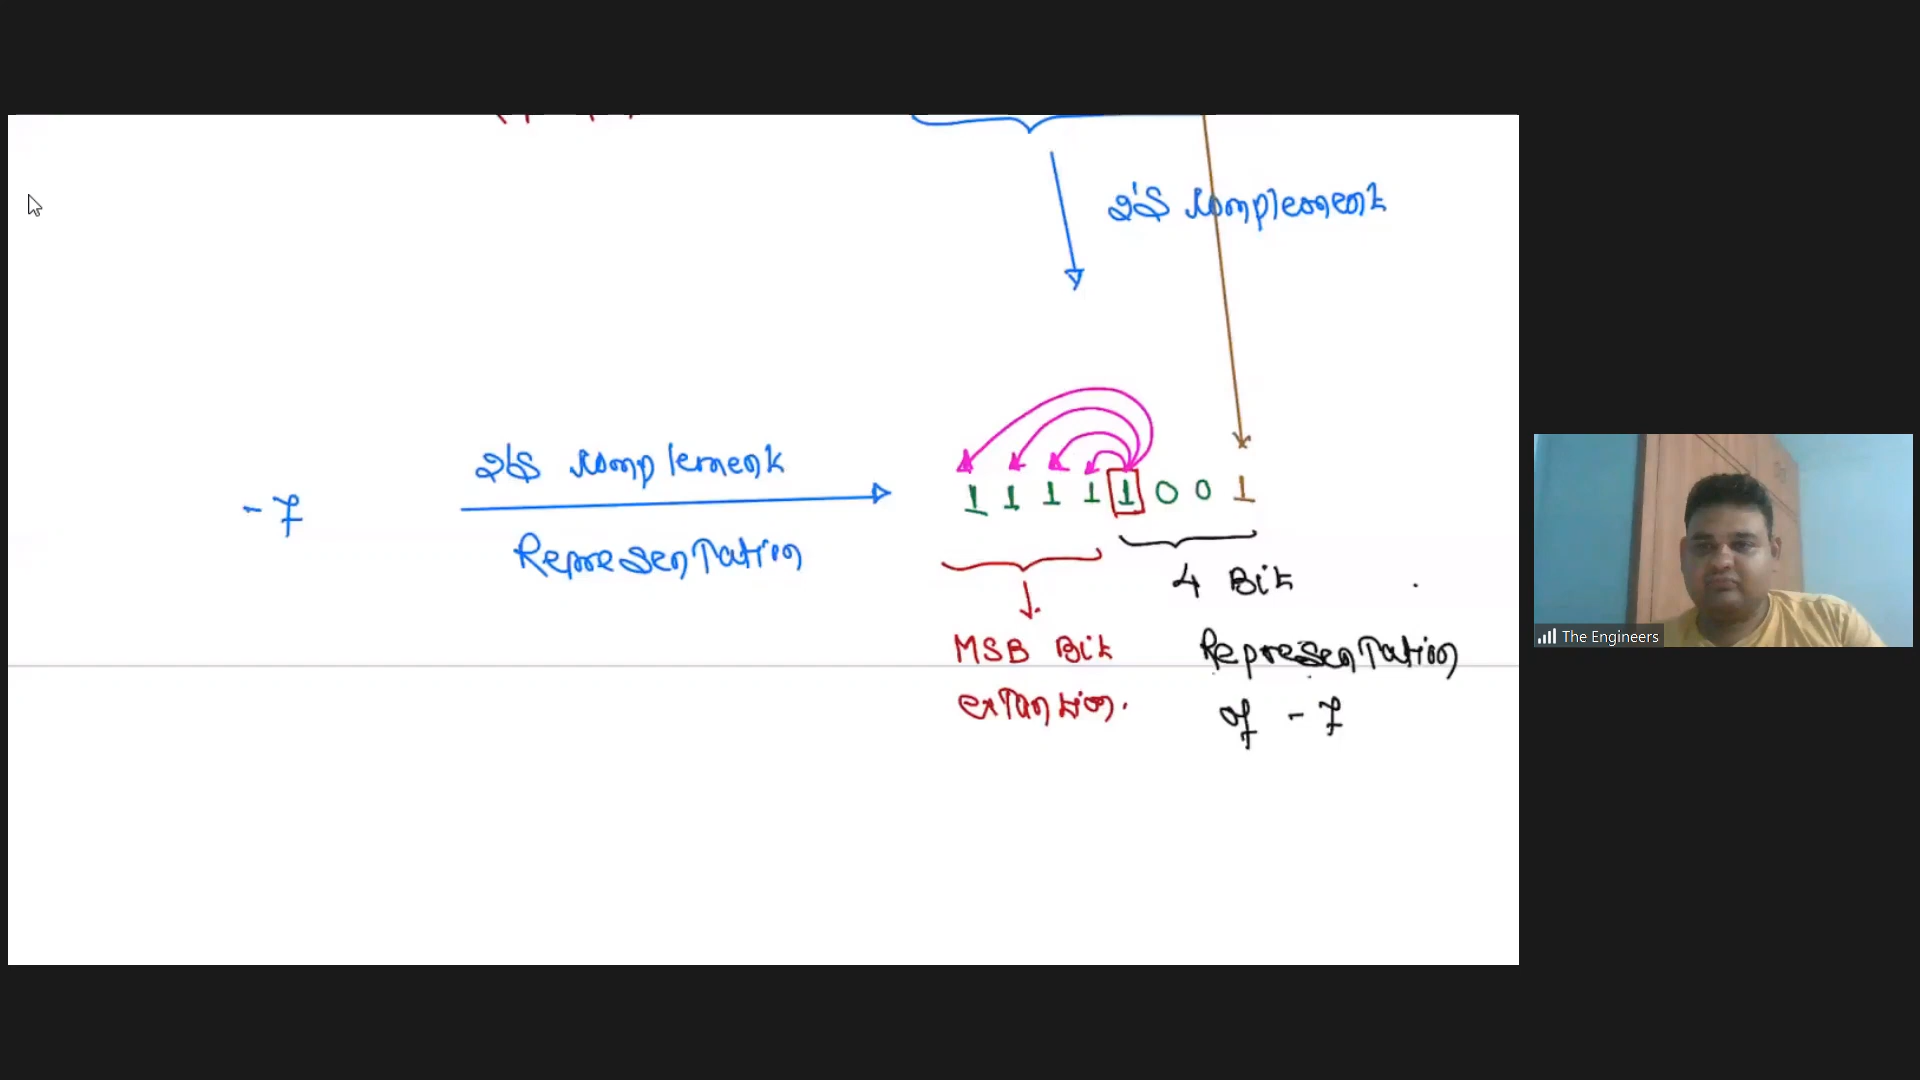 2's complement
2's complement
- 7
1 1 1 1 1 0 0 1
Representation
4 Bit
MSB Bit
Representation
extantion.
of - 7
The Engineers